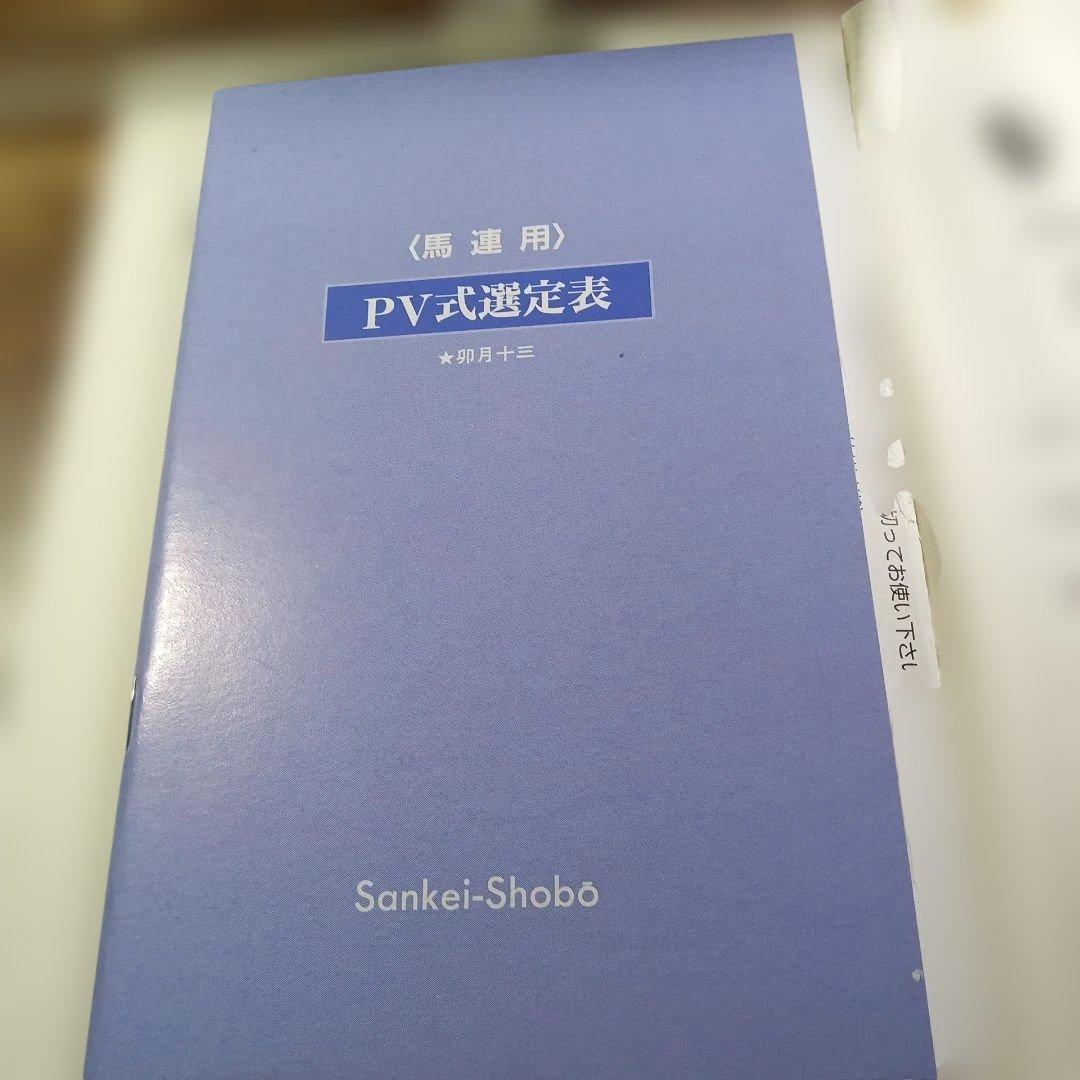 〈馬連用〉
PV式選定表
★卯月十三
Sankei-Shobō
切ってお使い下さい